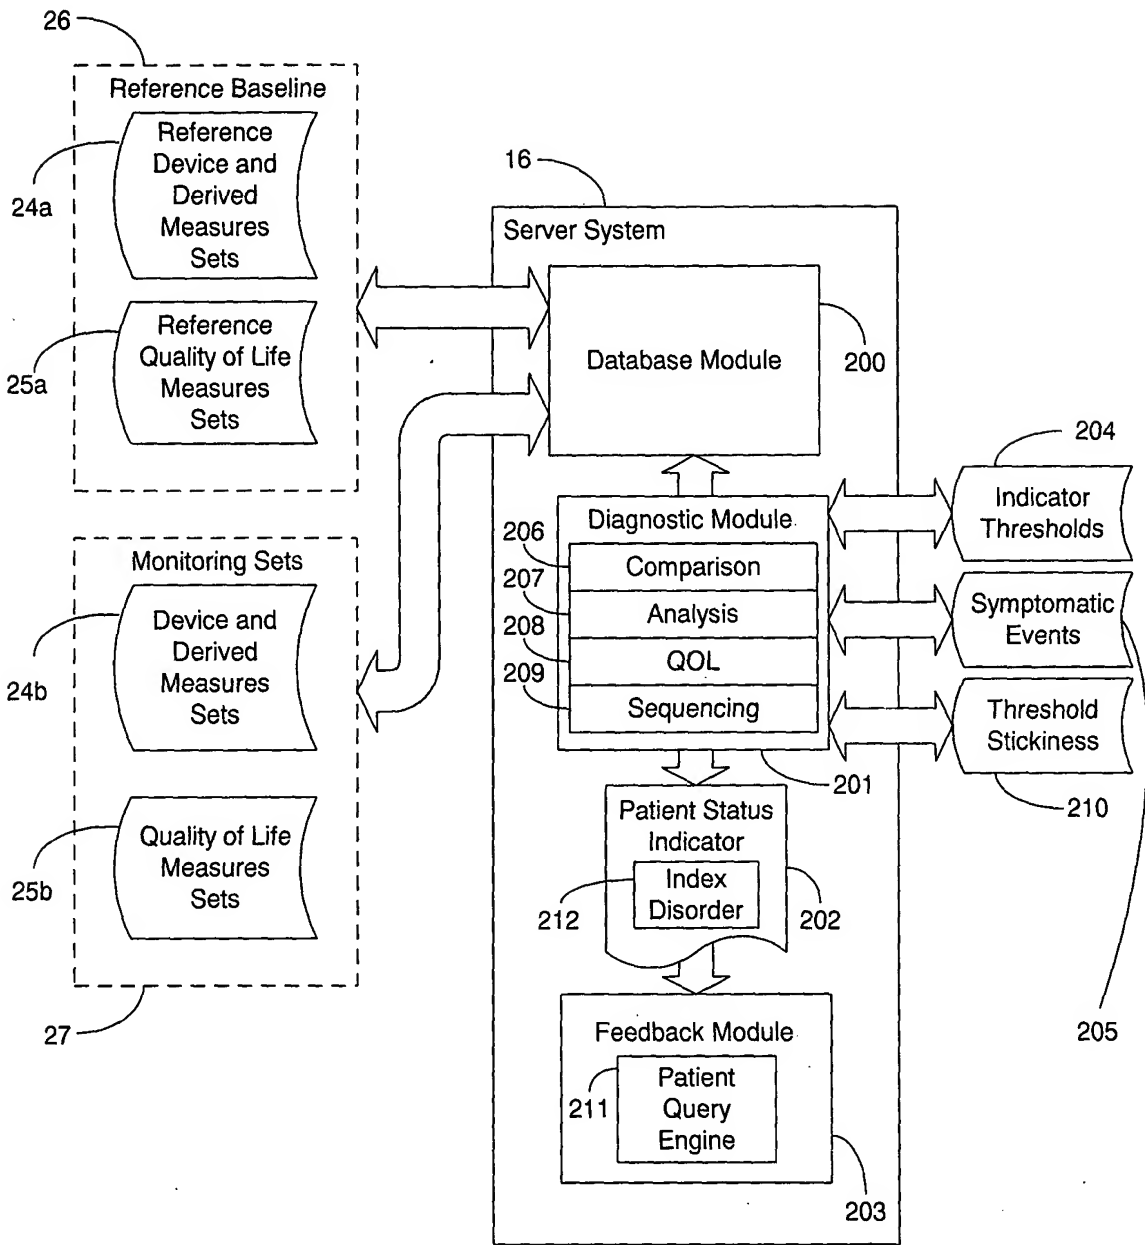 26
Reference Baseline
Reference
Device and
Derived
Measures
Sets
24a
Reference
Quality of Life
Measures
Sets
25a
Monitoring Sets
Device and
Derived
Measures
Sets
24b
Quality of Life
Measures
Sets
25b
27
16
Server System
Database Module
200
Diagnostic Module
206
Comparison
207
Analysis
208
QOL
209
Sequencing
201
204
Indicator
Thresholds
Symptomatic
Events
205
Threshold
Stickiness
210
Patient Status
Indicator
Index
Disorder
212
202
Feedback Module
211
Patient
Query
Engine
203